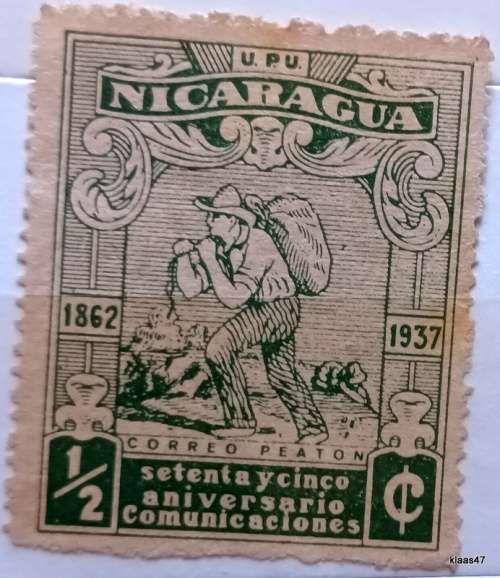 U.P.U.
NICARAGUA
1862
1937
CORREO PEATON
1/2
setenta y cinco
aniversario
Comunicaciones
¢
klaas47